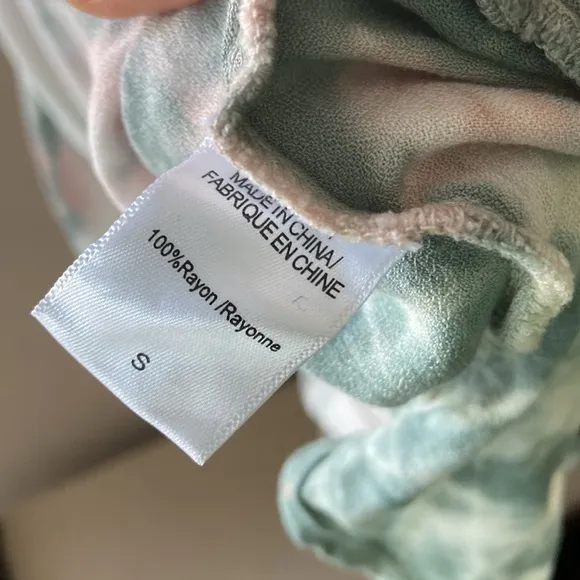 MADE IN CHINA/
FABRIQUE EN CHINE
100%Rayon /Rayonne
S